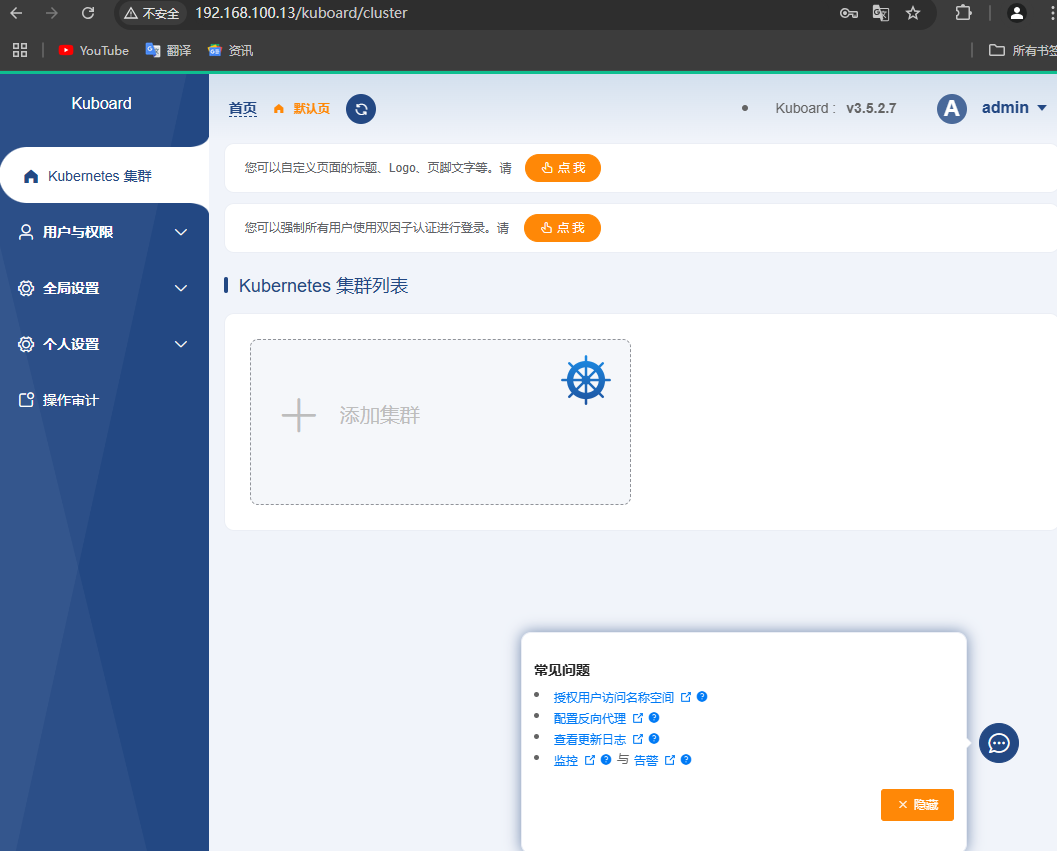 不安全 192.168.100.13/kuboard/cluster
YouTube 翻译 资讯 所有书签
Kuboard
首页 默认页 Kuboard : v3.5.2.7 A admin
您可以自定义页面的标题、Logo、页脚文字等。请 点 我
Kubernetes 集群
您可以强制所有用户使用双因子认证进行登录。请 点 我
用户与权限
全局设置
个人设置
操作审计
Kubernetes 集群列表
添加集群
常见问题
授权用户访问名称空间
配置反向代理
查看更新日志
监控 与 告警
隐藏